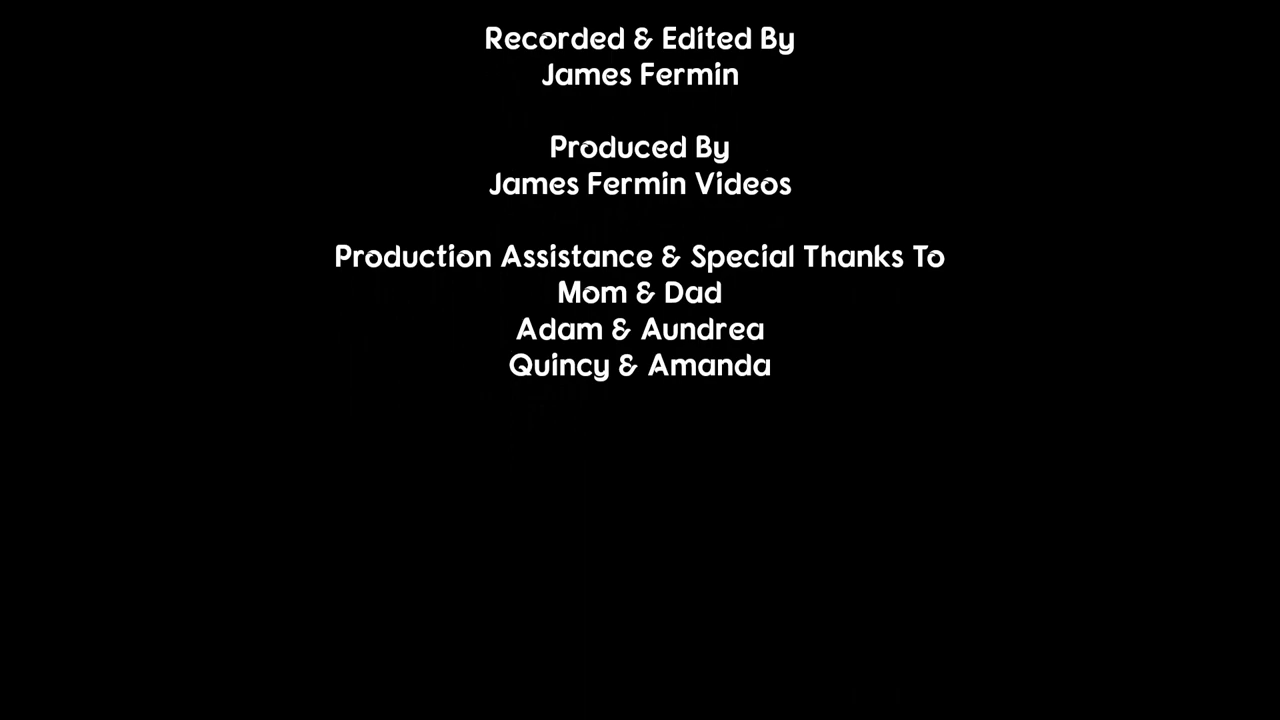 Recorded & Edited By
James Fermin
Produced By
James Fermin Videos
Production Assistance & Special Thanks To
Mom & Dad
Adam & Aundrea
Quincy & Amanda